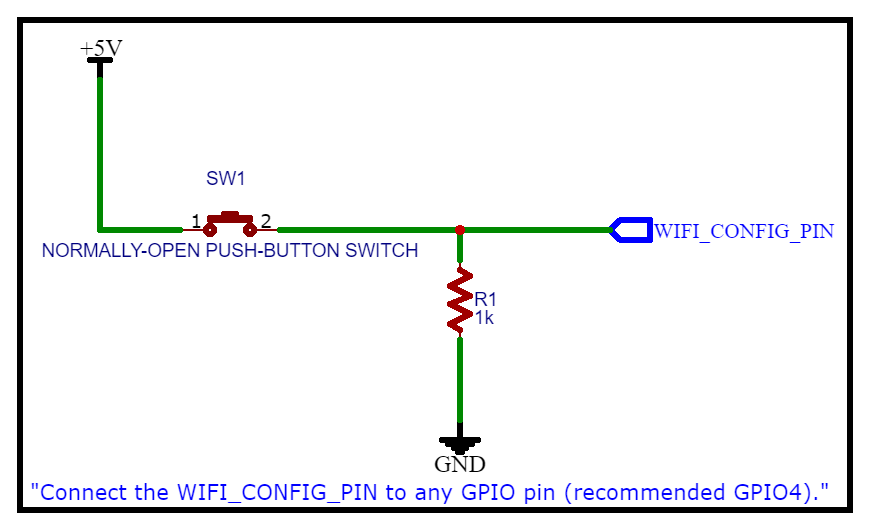 +5V
SW1
1 2
NORMALLY-OPEN PUSH-BUTTON SWITCH
WIFI_CONFIG_PIN
R1
1k
GND
"Connect the WIFI_CONFIG_PIN to any GPIO pin (recommended GPIO4)."